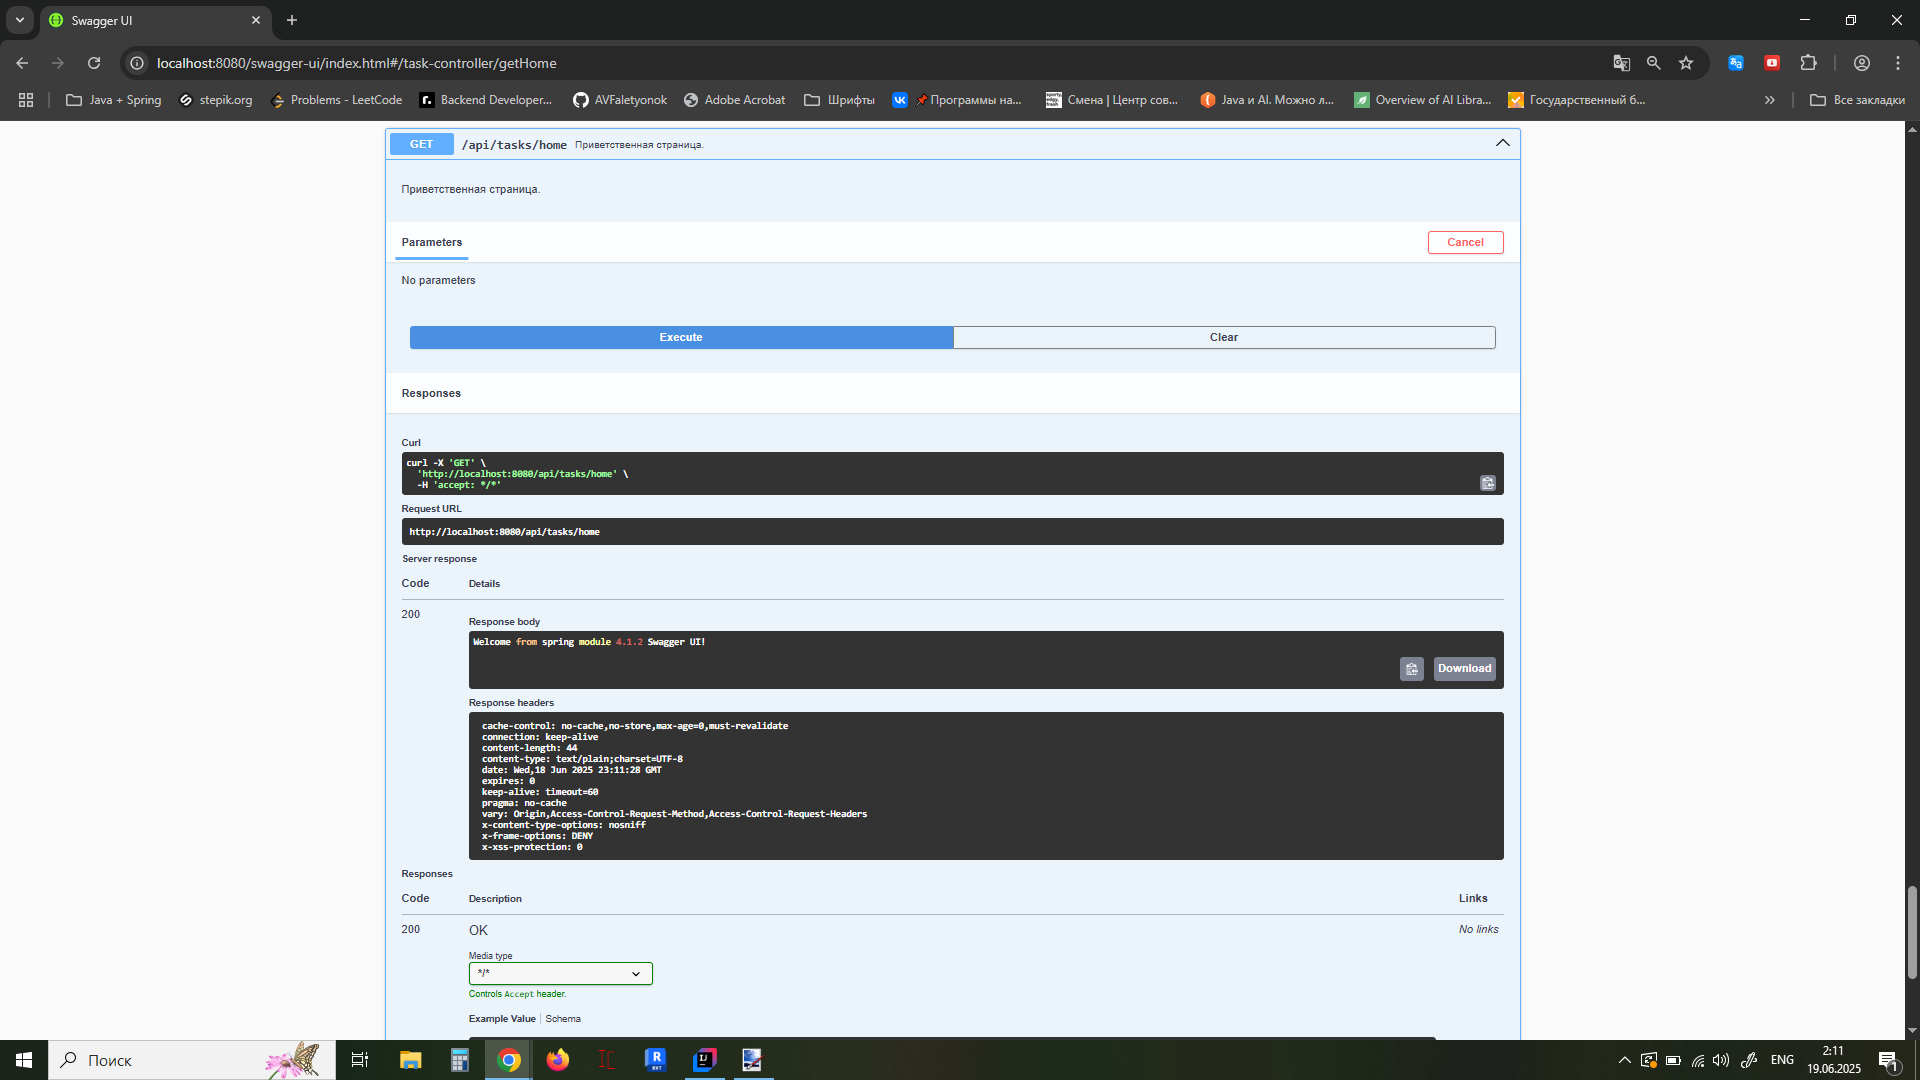 Swagger UI
localhost:8080/swagger-ui/index.html#/task-controller/getHome
Java + Spring
stepik.org
Problems - LeetCode
Backend Developer...
AVFaletyonok
Adobe Acrobat
Шрифты
Программы на...
Смена | Центр сов...
Java и AI. Можно л...
Overview of AI Libra...
Государственный б...
Все закладки
GET /api/tasks/home Приветственная страница.
Приветственная страница.
Parameters
Cancel
No parameters
Execute
Clear
Responses
Curl
curl -X 'GET' \
'http://localhost:8080/api/tasks/home' \
-H 'accept: */*'
Request URL
http://localhost:8080/api/tasks/home
Server response
Code Details
200
Response body
Welcome from spring module 4.1.2 Swagger UI!
Download
Response headers
cache-control: no-cache,no-store,max-age=0,must-revalidate
connection: keep-alive
content-length: 44
content-type: text/plain;charset=UTF-8
date: Wed,18 Jun 2025 23:11:28 GMT
expires: 0
keep-alive: timeout=60
pragma: no-cache
vary: Origin,Access-Control-Request-Method,Access-Control-Request-Headers
x-content-type-options: nosniff
x-frame-options: DENY
x-xss-protection: 0
Responses
Code Description Links
200 OK No links
Media type
*/*
Controls Accept header.
Example Value Schema
Поиск
ENG
2:11
19.06.2025